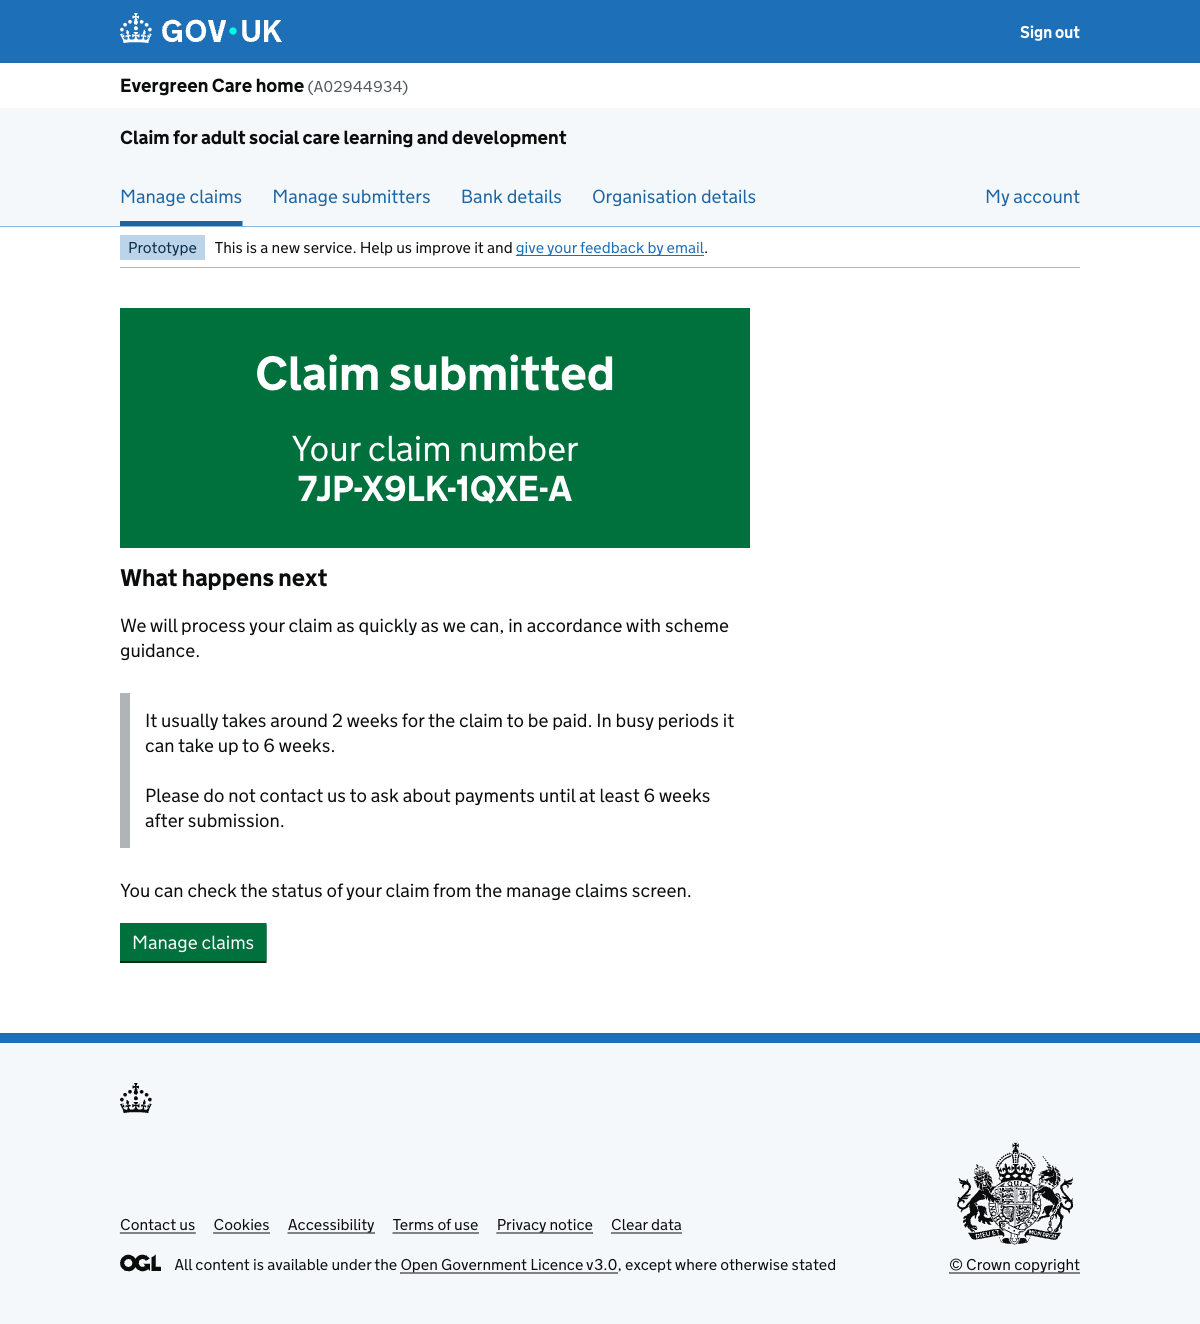 GOV·UK
Sign out
Evergreen Care home (A02944934)
Claim for adult social care learning and development
Manage claims Manage submitters Bank details Organisation details My account
Prototype This is a new service. Help us improve it and give your feedback by email.
Claim submitted
Your claim number
7JP-X9LK-1QXE-A
What happens next
We will process your claim as quickly as we can, in accordance with scheme
guidance.
It usually takes around 2 weeks for the claim to be paid. In busy periods it
can take up to 6 weeks.
Please do not contact us to ask about payments until at least 6 weeks
after submission.
You can check the status of your claim from the manage claims screen.
Manage claims
Contact us Cookies Accessibility Terms of use Privacy notice Clear data
OGL All content is available under the Open Government Licence v3.0, except where otherwise stated
© Crown copyright